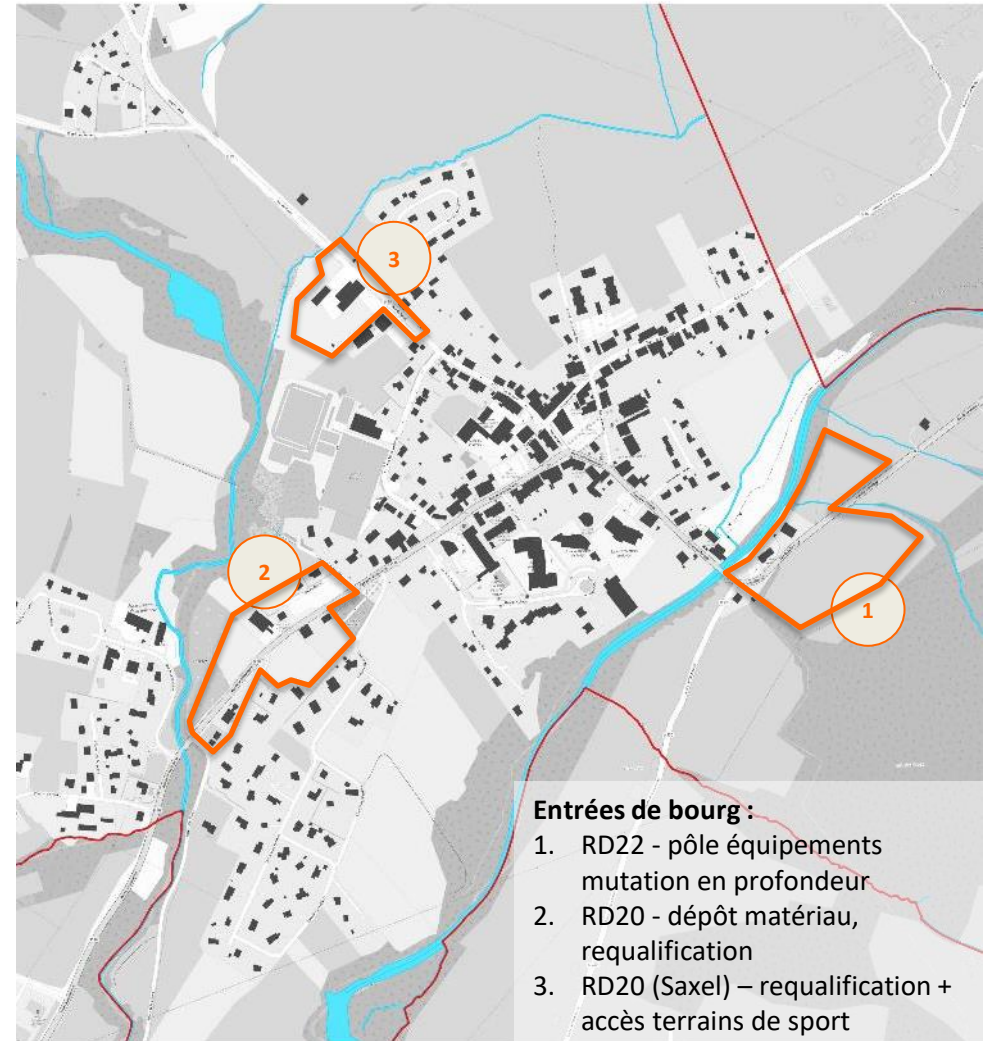 3
2
1
Entrées de bourg :
1. RD22 - pôle équipements
mutation en profondeur
2. RD20 - dépôt matériau,
requalification
3. RD20 (Saxel) – requalification +
accès terrains de sport